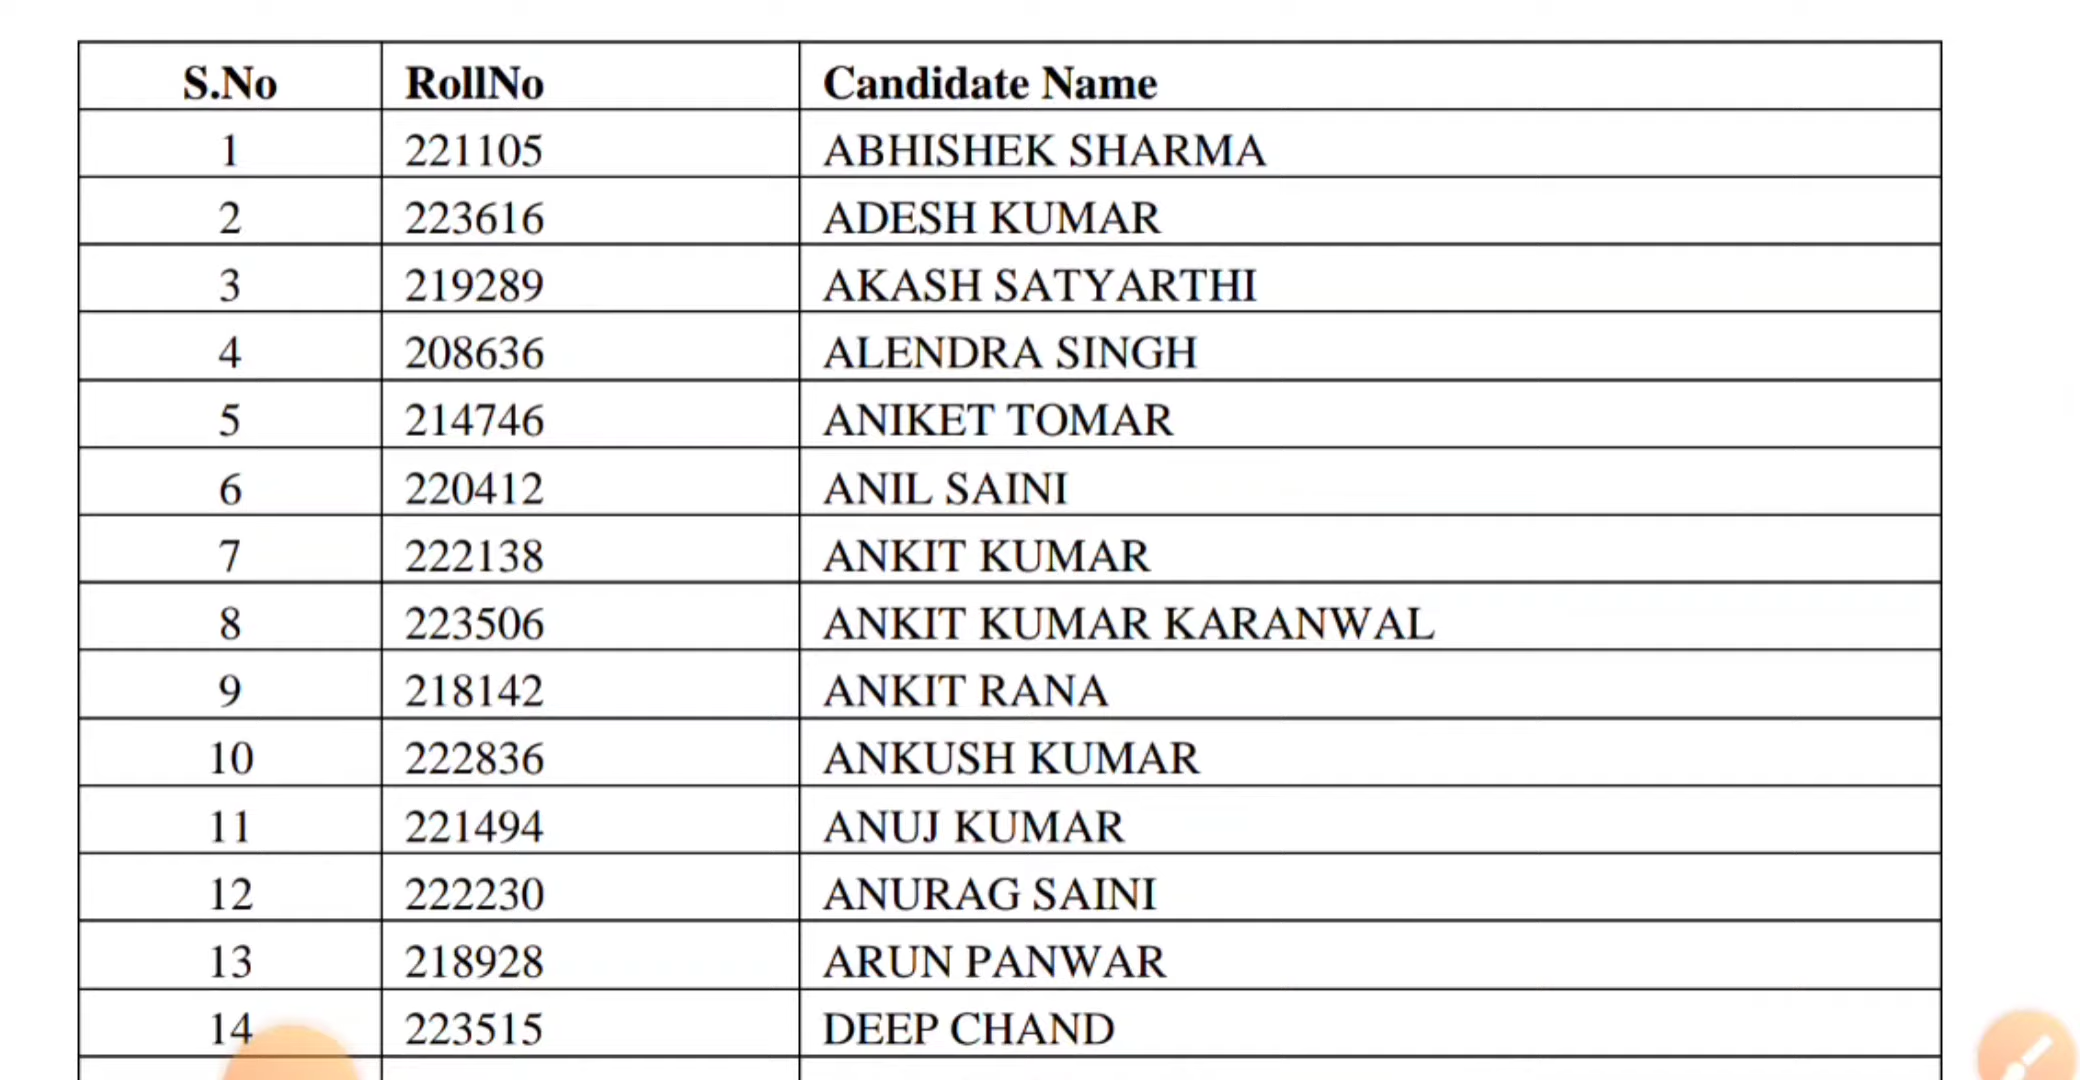 S.No RollNo Candidate Name
1 221105 ABHISHEK SHARMA
2 223616 ADESH KUMAR
3 219289 AKASH SATYARTHI
4 208636 ALENDRA SINGH
5 214746 ANIKET TOMAR
6 220412 ANIL SAINI
7 222138 ANKIT KUMAR
8 223506 ANKIT KUMAR KARANWAL
9 218142 ANKIT RANA
10 222836 ANKUSH KUMAR
11 221494 ANUJ KUMAR
12 222230 ANURAG SAINI
13 218928 ARUN PANWAR
14 223515 DEEP CHAND